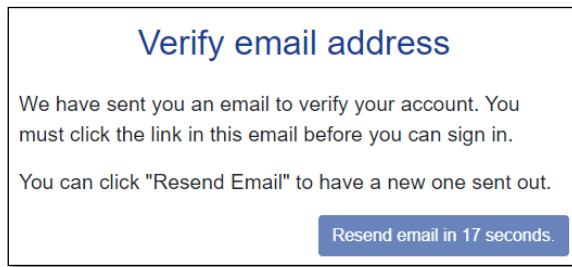 Verify email address
We have sent you an email to verify your account. You
must click the link in this email before you can sign in.
You can click "Resend Email" to have a new one sent out.
Resend email in 17 seconds.